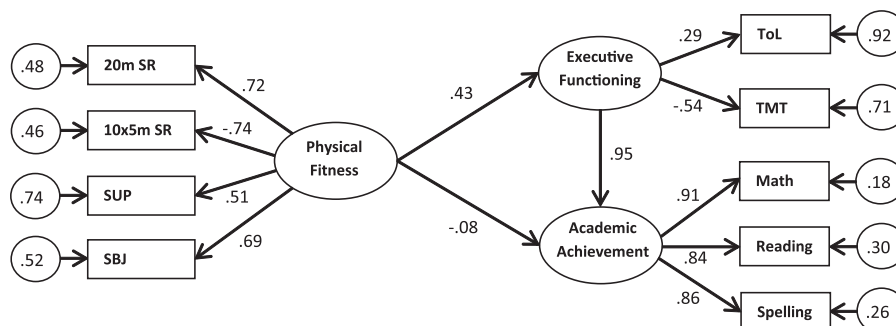 .48
20m SR
.72
.46
10x5m SR
-.74
.74
SUP
.51
.52
SBJ
.69
Physical
Fitness
.43
-.08
Executive
Functioning
.95
Academic
Achievement
.29
ToL
.92
-.54
TMT
.71
.91
Math
.18
.84
Reading
.30
.86
Spelling
.26